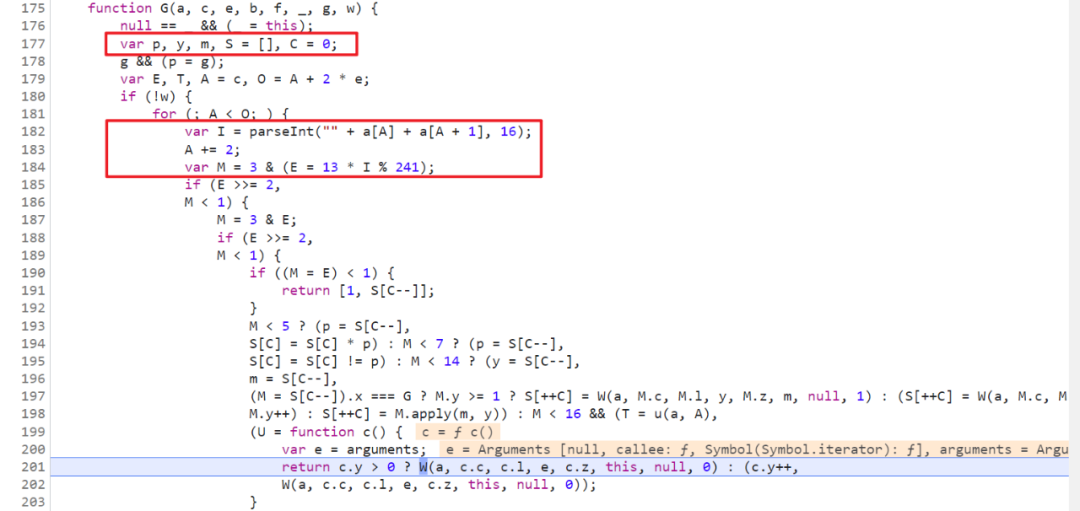 175 function G(a, c, e, b, f, _, g, w) {
176 null == _ && (_ = this);
177 var p, y, m, S = [], C = 0;
178 g && (p = g);
179 var E, T, A = c, O = A + 2 * e;
180 if (!w) {
181 for (; A < O; ) {
182 var I = parseInt("" + a[A] + a[A + 1], 16);
183 A += 2;
184 var M = 3 & (E = 13 * I % 241);
185 if (E >>= 2,
186 M < 1) {
187 M = 3 & E;
188 if (E >>= 2,
189 M < 1) {
190 if ((M = E) < 1) {
191 return [1, S[C--]];
192 }
193 M < 5 ? (p = S[C--],
194 S[C] = S[C] * p) : M < 7 ? (p = S[C--],
195 S[C] = S[C] != p) : M < 14 ? (y = S[C--],
196 m = S[C--],
197 (M = S[C--]).x === G ? M.y >= 1 ? S[++C] = W(a, M.c, M.l, y, M.z, m, null, 1) : (S[++C] = W(a, M.c, M
198 M.y++) : S[++C] = M.apply(m, y)) : M < 16 && (T = u(a, A),
199 (U = function c() { c = ƒ c()
200 var e = arguments; e = Arguments [null, callee: ƒ, Symbol(Symbol.iterator): ƒ], arguments = Argu
201 return c.y > 0 ? W(a, c.c, c.l, e, c.z, this, null, 0) : (c.y++,
202 W(a, c.c, c.l, e, c.z, this, null, 0));
203 }